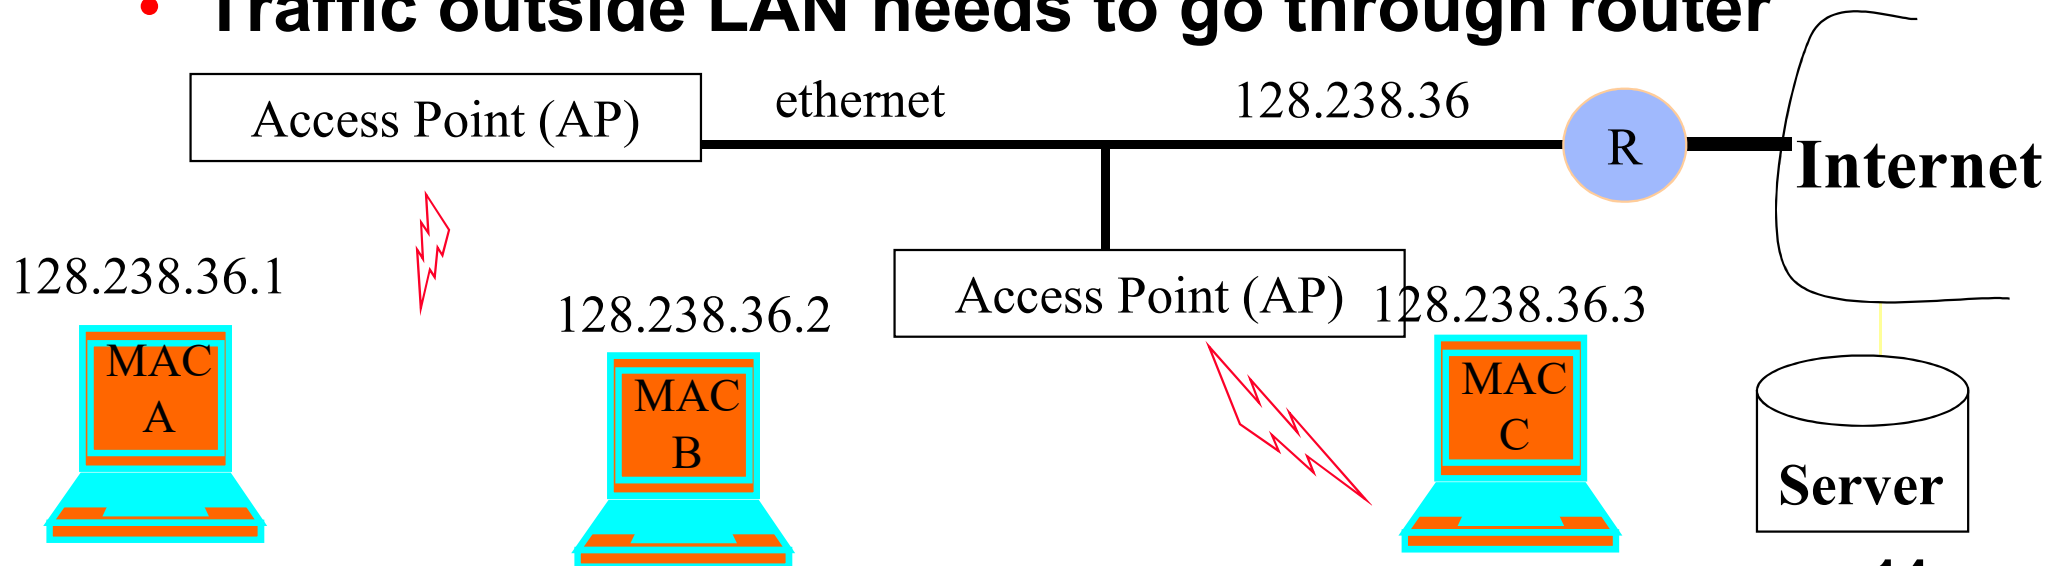 • Traffic outside LAN needs to go through router
Access Point (AP)
ethernet
128.238.36
R
Internet
128.238.36.1
128.238.36.2
Access Point (AP)
128.238.36.3
MAC
A
MAC
B
MAC
C
Server